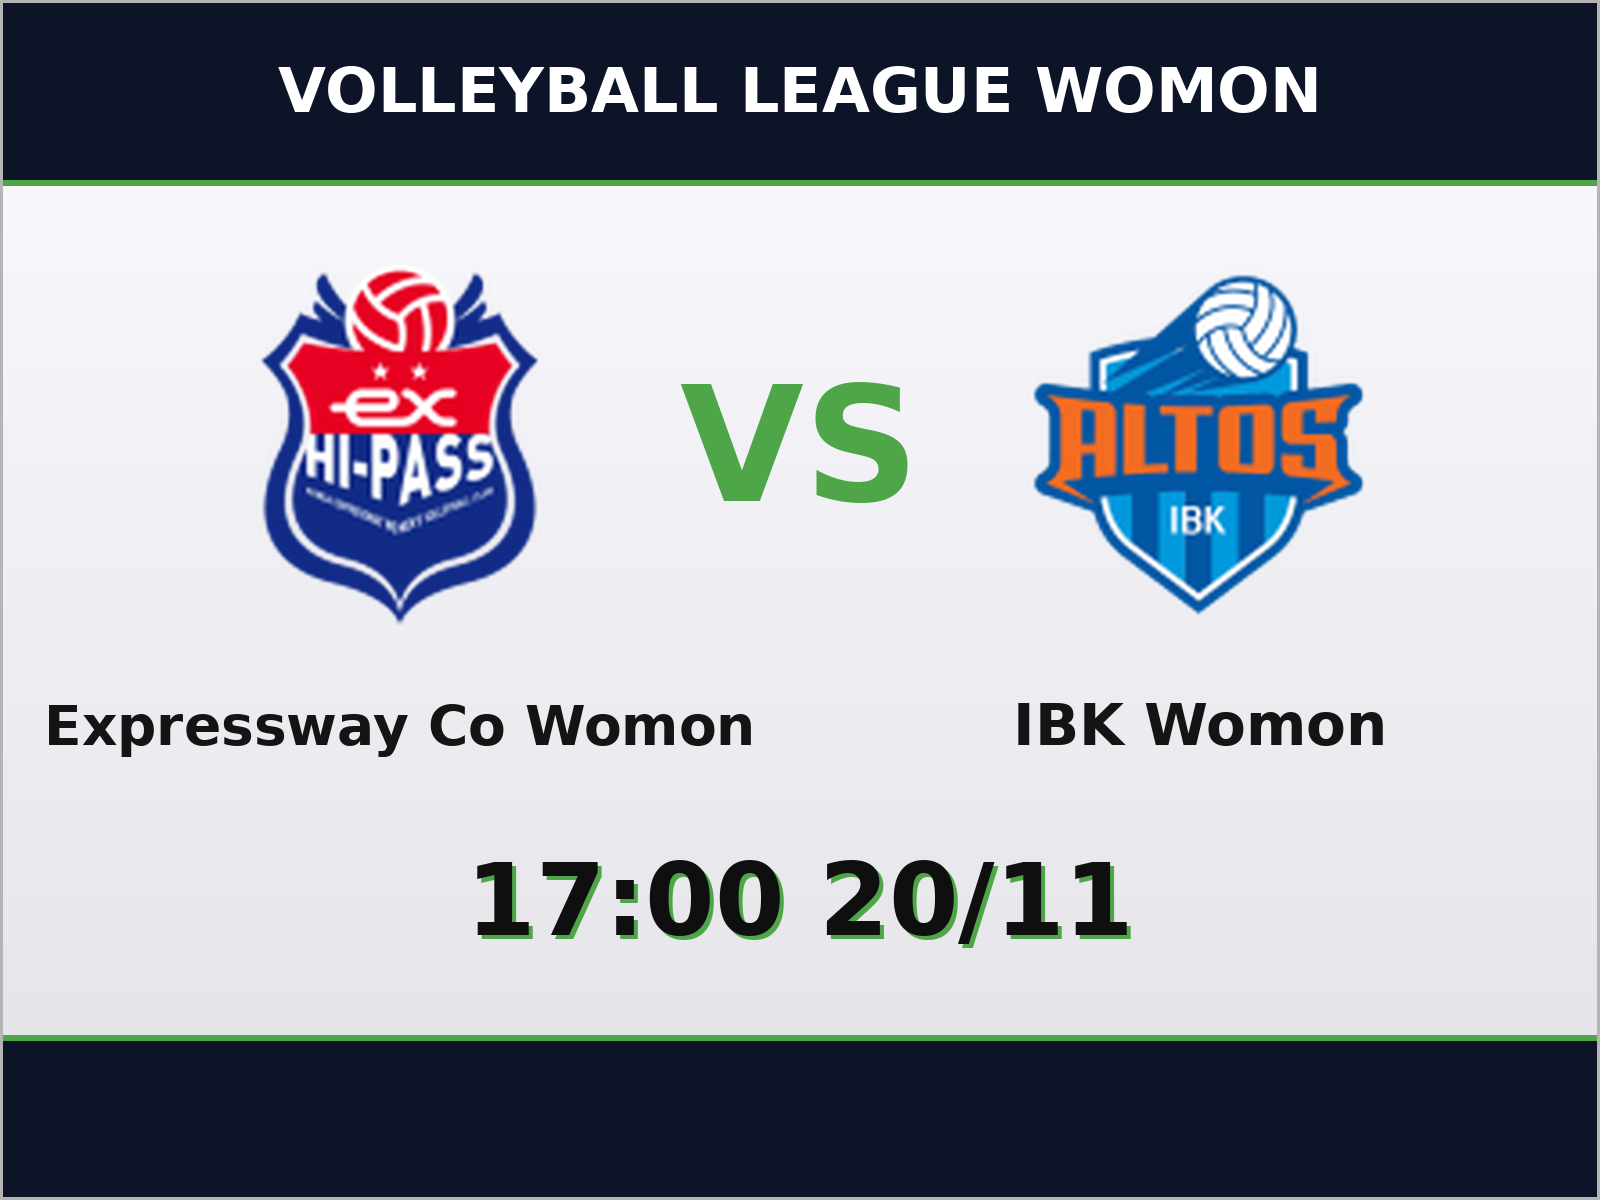 VOLLEYBALL LEAGUE WOMON
ex
HI-PASS
VS
ALTOS
IBK
Expressway Co Womon
IBK Womon
17:00 20/11